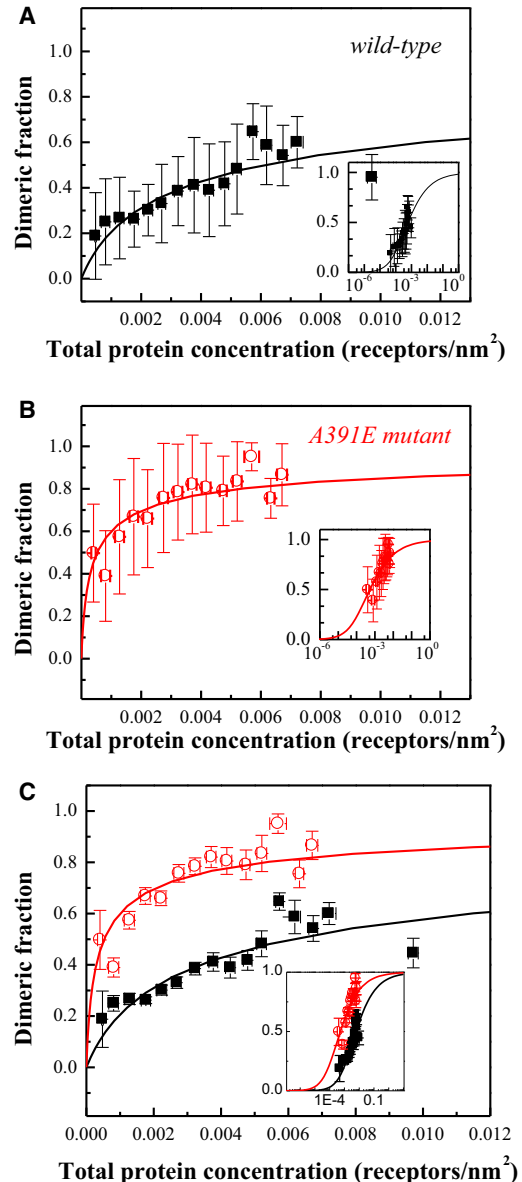 A
wild-type
Dimeric fraction
1.0
0.8
0.6
0.4
0.2
0.0
1.0
0.5
0.0
10⁻⁶ 10⁻³ 10⁰
0.002 0.004 0.006 0.008 0.010 0.012
Total protein concentration (receptors/nm²)
B
A391E mutant
Dimeric fraction
1.0
0.8
0.6
0.4
0.2
0.0
1.0
0.5
0.0
10⁻⁶ 10⁻³ 10⁰
0.002 0.004 0.006 0.008 0.010 0.012
Total protein concentration (receptors/nm²)
C
Dimeric fraction
1.0
0.8
0.6
0.4
0.2
0.0
1.0
0.5
0.0
1E-4 0.1
0.000 0.002 0.004 0.006 0.008 0.010 0.012
Total protein concentration (receptors/nm²)